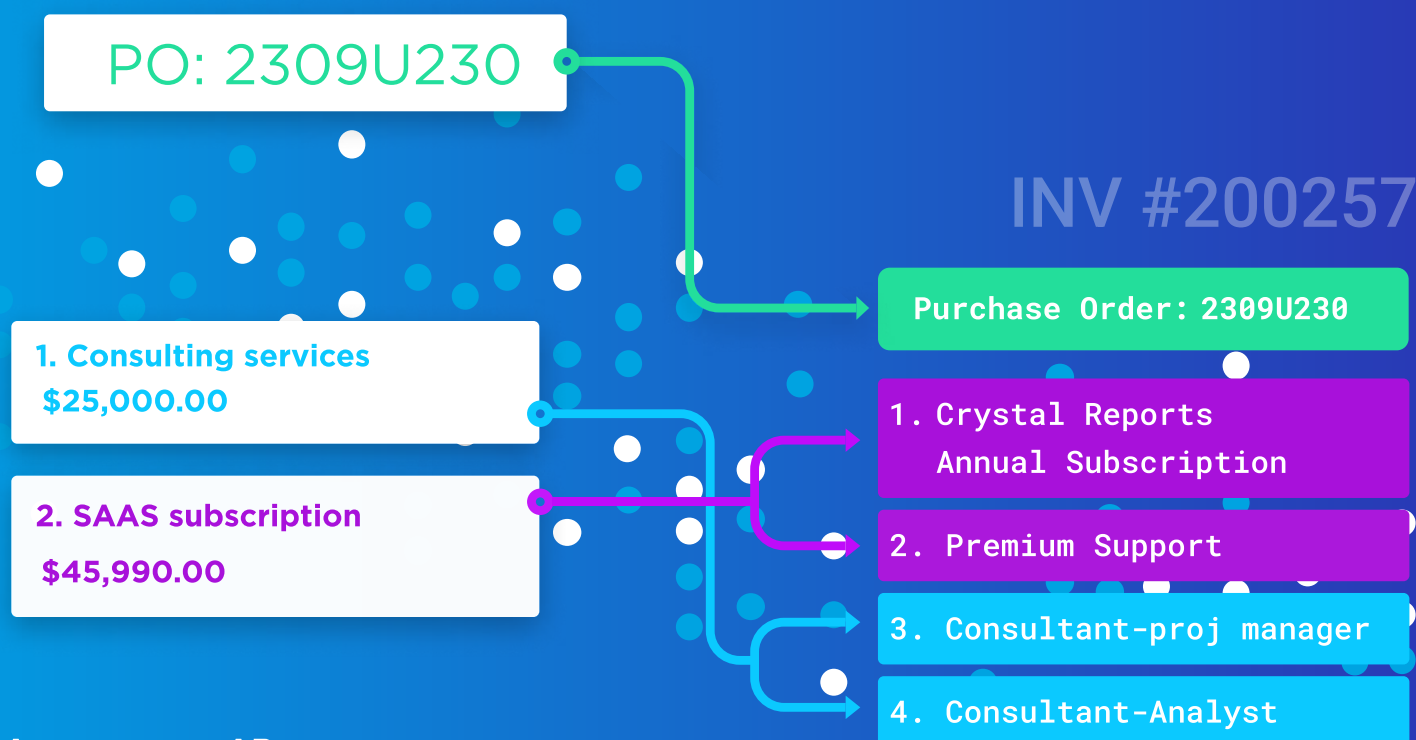 PO: 2309U230
INV #200257
Purchase Order: 2309U230
1. Consulting services
$25,000.00
2. SAAS subscription
$45,990.00
1. Crystal Reports
Annual Subscription
2. Premium Support
3. Consultant-proj manager
4. Consultant-Analyst